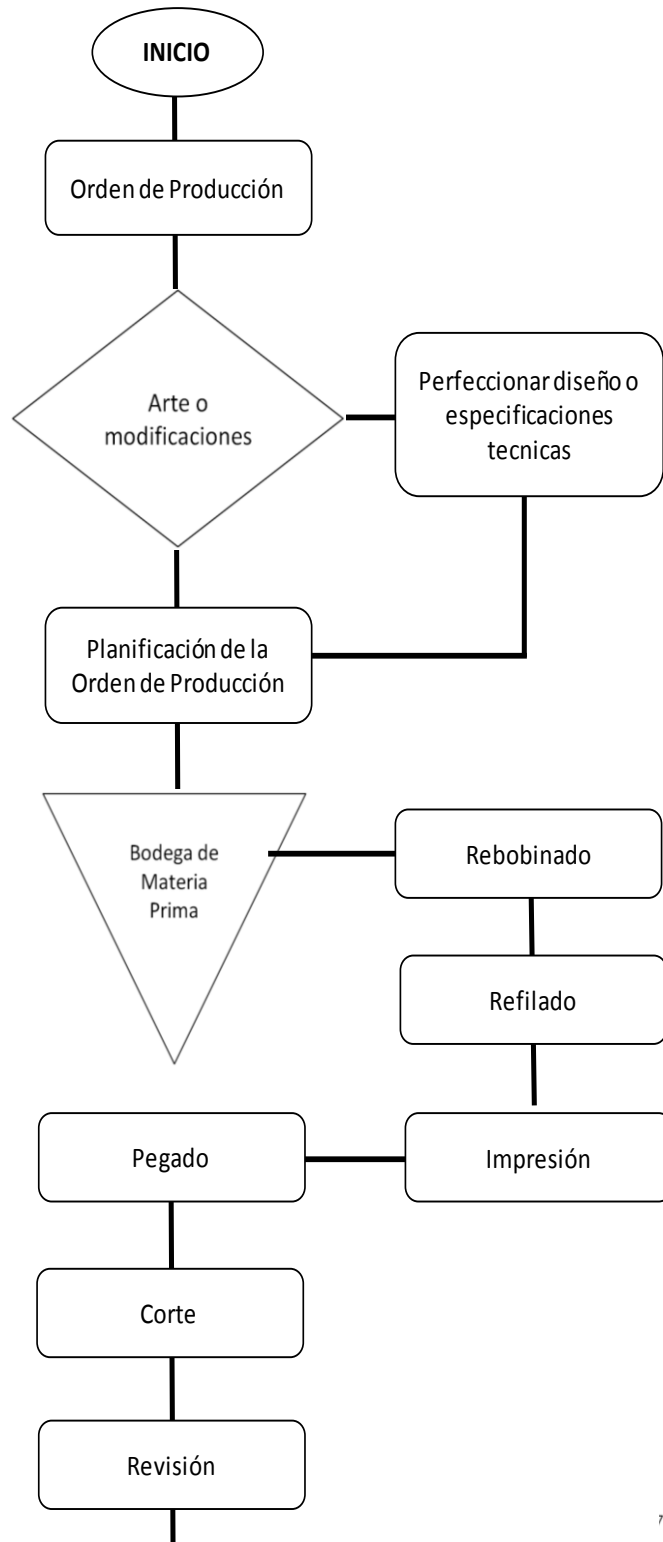 INICIO
Orden de Producción
Arte o
modificaciones
Perfeccionar diseño o
especificaciones
tecnicas
Planificación de la
Orden de Producción
Bodega de
Materia
Prima
Rebobinado
Refilado
Pegado
Impresión
Corte
Revisión